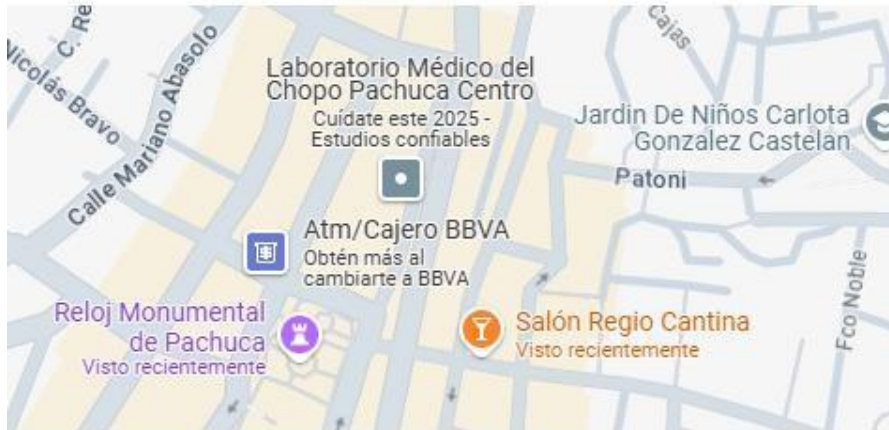 C. Re
Nicolás Bravo
Calle Mariano Abasolo
Laboratorio Médico del
Chopo Pachuca Centro
Cuídate este 2025 -
Estudios confiables
Cajas
Jardin De Niños Carlota
Gonzalez Castelan
Patoni
Atm/Cajero BBVA
Obtén más al
cambiarte a BBVA
Reloj Monumental
de Pachuca
Visto recientemente
Salón Regio Cantina
Visto recientemente
Fco Noble